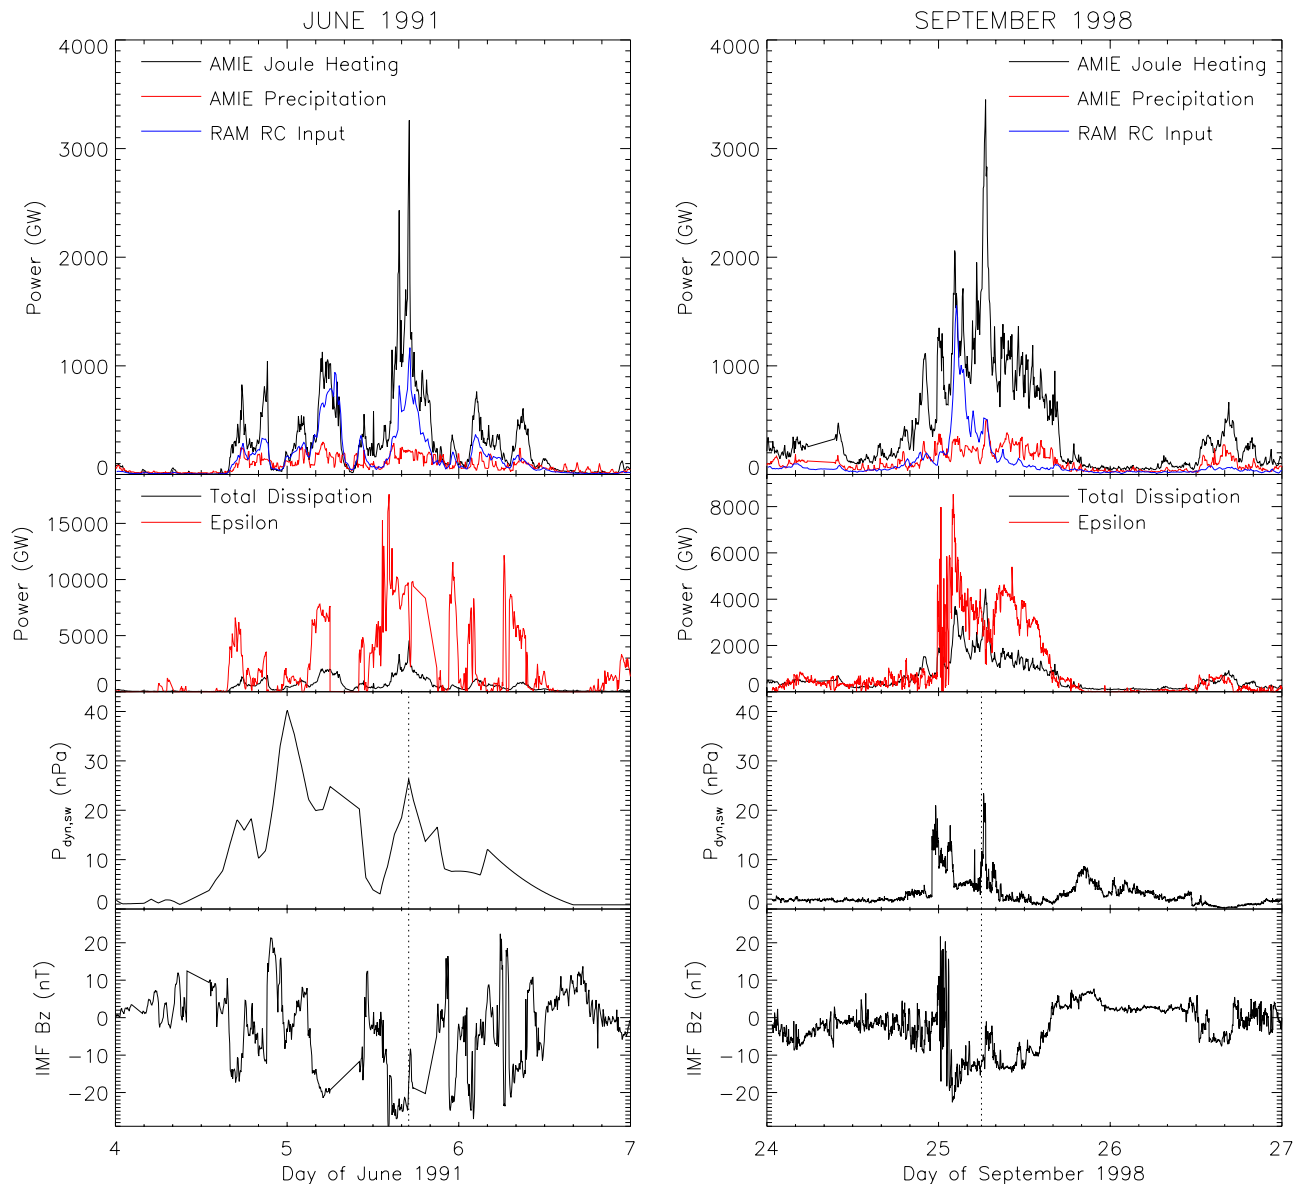 JUNE 1991
4000
3000
2000
1000
0
Power (GW)
AMIE Joule Heating
AMIE Precipitation
RAM RC Input
15000
10000
5000
0
Power (GW)
Total Dissipation
Epsilon
40
30
20
10
0
Pdyn,sw (nPa)
20
10
0
−10
−20
IMF Bz (nT)
4 5 6 7
Day of June 1991
SEPTEMBER 1998
4000
3000
2000
1000
0
Power (GW)
AMIE Joule Heating
AMIE Precipitation
RAM RC Input
8000
6000
4000
2000
0
Power (GW)
Total Dissipation
Epsilon
40
30
20
10
0
Pdyn,sw (nPa)
20
10
0
−10
−20
IMF Bz (nT)
24 25 26 27
Day of September 1998